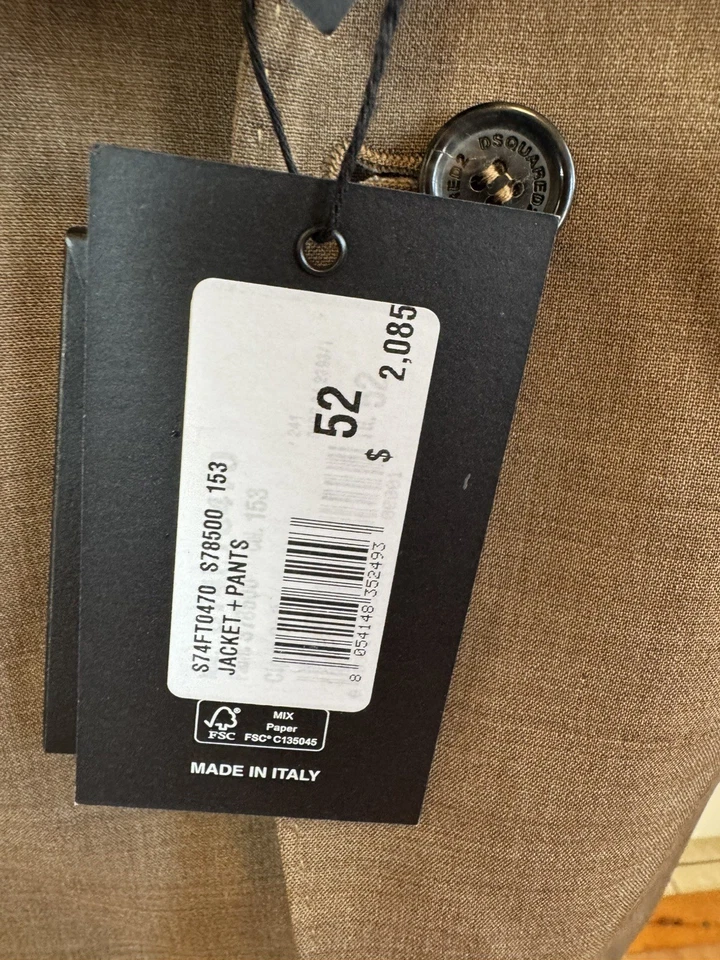 DSQUARED2
52
$ 2,085
S74FT0470 S78500 153
JACKET+PANTS
8 054148 352493
FSC
MIX
Paper
FSC® C135045
MADE IN ITALY